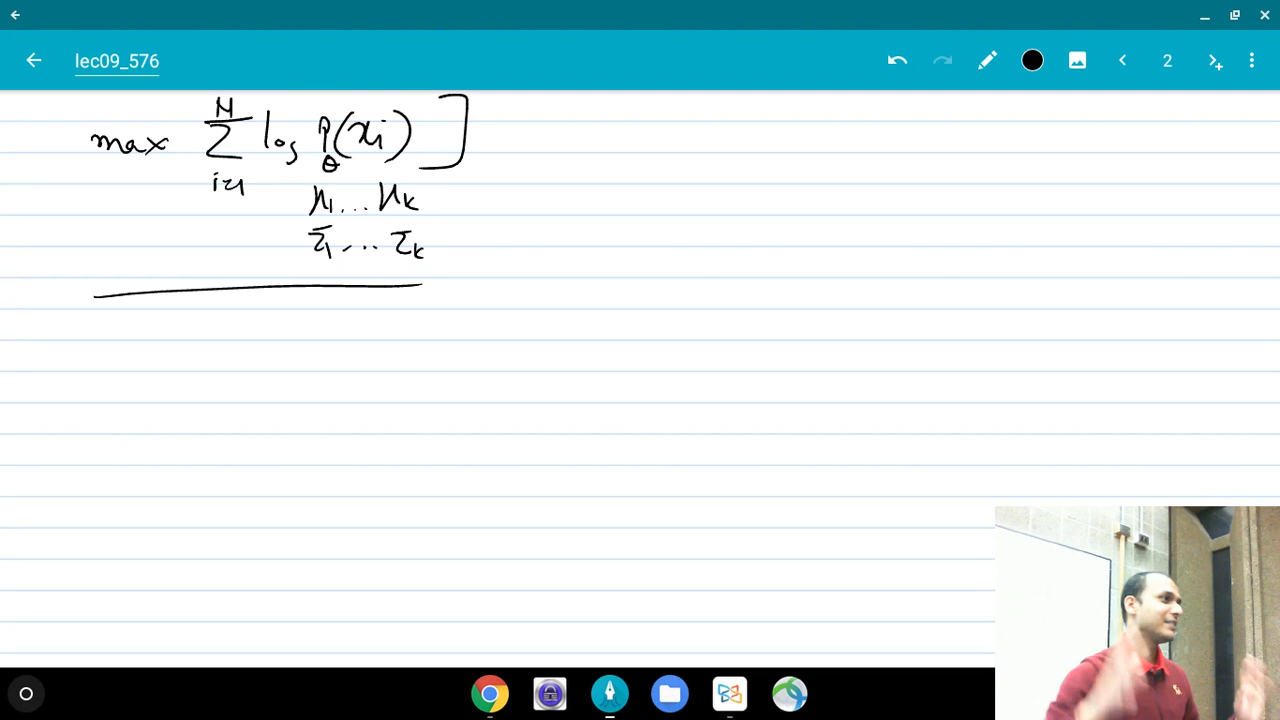 lec09_576
2
max Σ_{i=1}^{N} log P_θ(x_i) ]
μ_1 ... μ_k
Σ_1 ... Σ_k